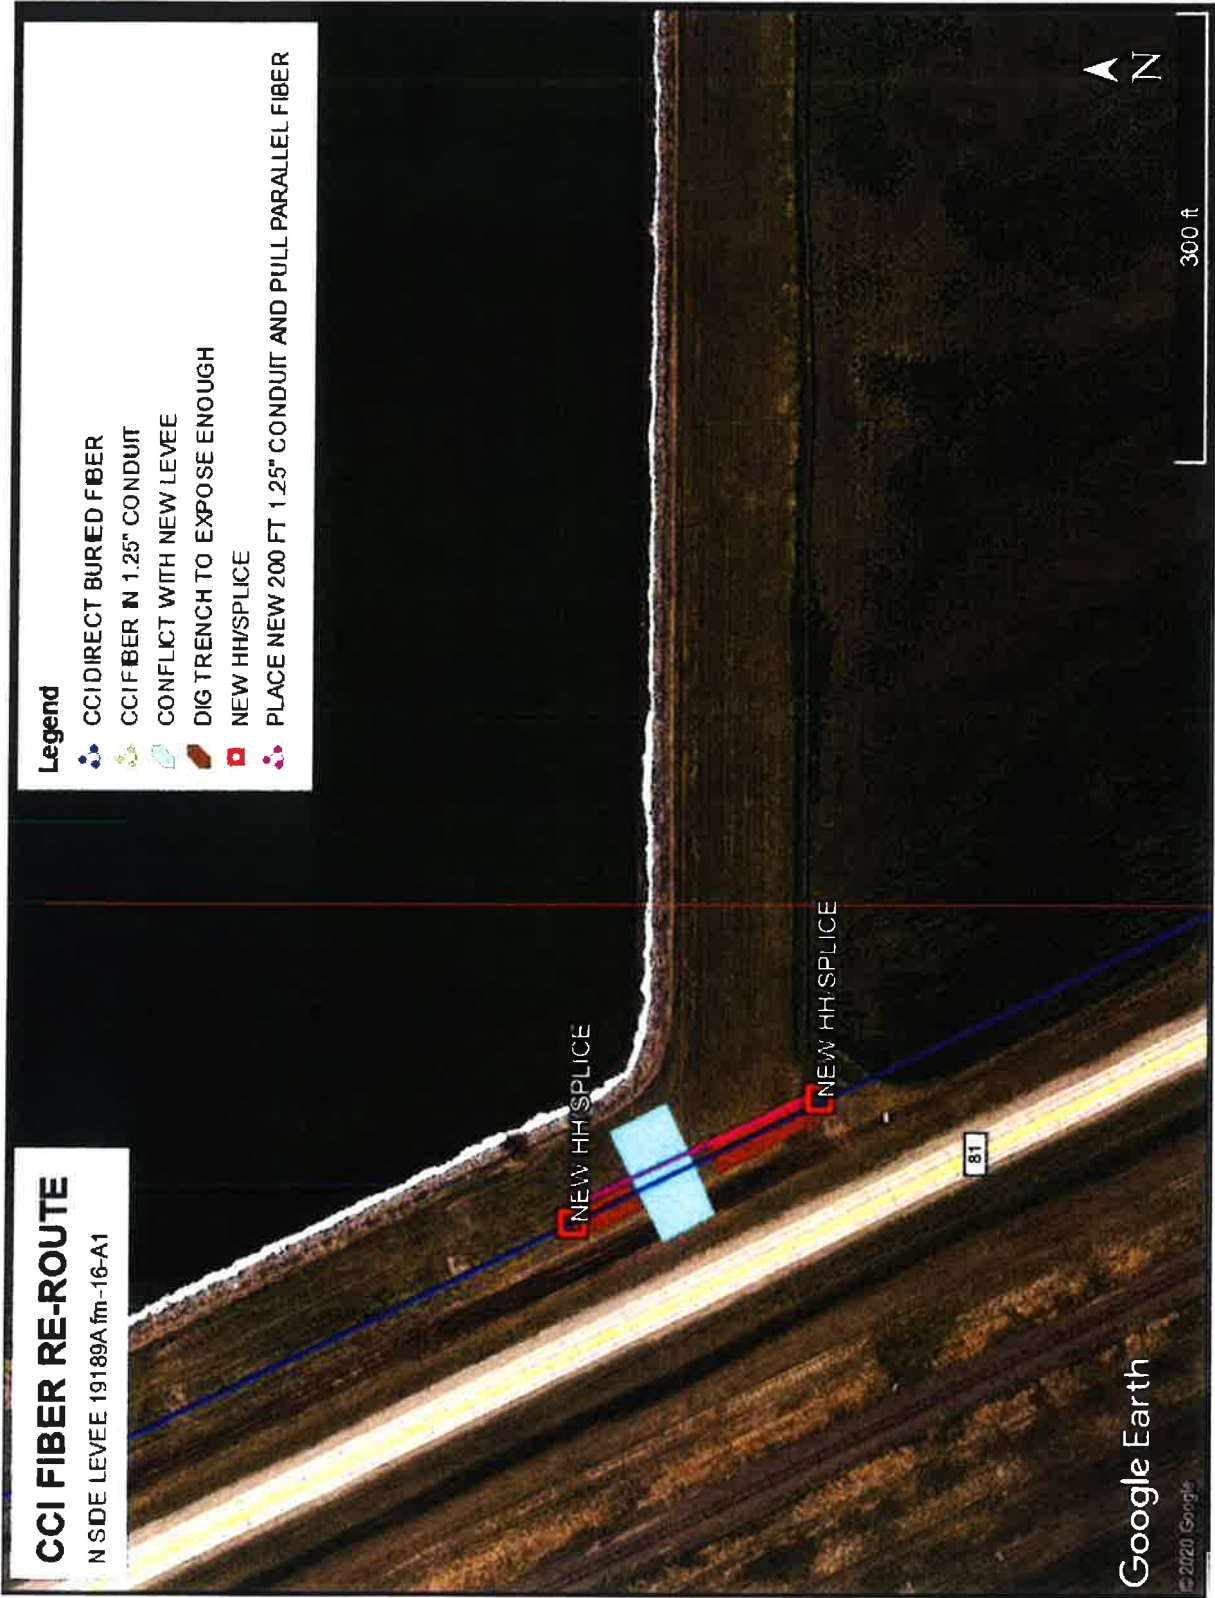 CCI FIBER RE-ROUTE
N SIDE LEVEE 19189A fm-16-A1
Legend
CCI DIRECT BURIED FIBER
CCI FIBER IN 1.25" CONDUIT
CONFLICT WITH NEW LEVEE
DIG TRENCH TO EXPOSE ENOUGH
NEW HH/SPLICE
PLACE NEW 200 FT 1.25" CONDUIT AND PULL PARALLEL FIBER
NEW HH/SPLICE
NEW HH/SPLICE
81
N
300 ft
Google Earth
© 2020 Google